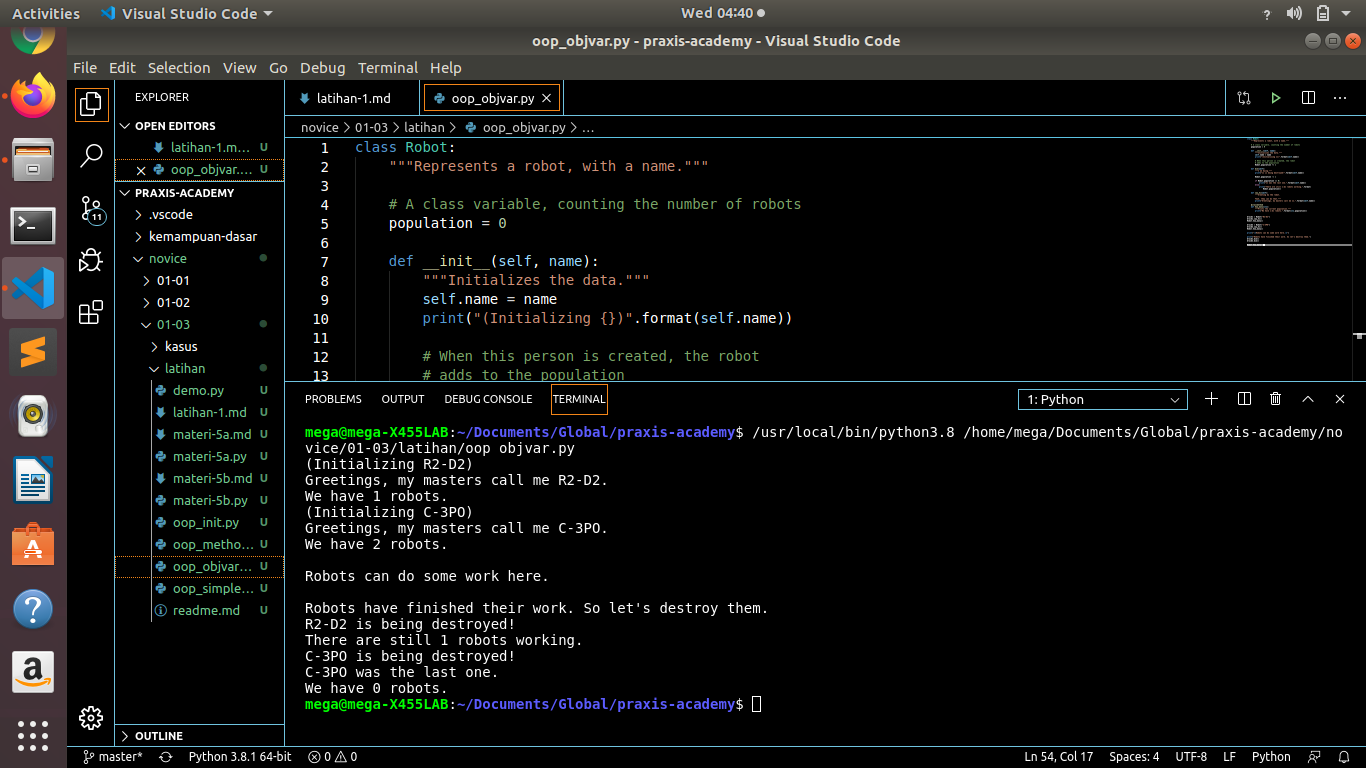 Activities
Visual Studio Code
Wed 04:40
oop_objvar.py - praxis-academy - Visual Studio Code
File Edit Selection View Go Debug Terminal Help
EXPLORER
OPEN EDITORS
latihan-1.m... U
oop_objvar.... U
PRAXIS-ACADEMY
.vscode
kemampuan-dasar
novice
01-01
01-02
01-03
kasus
latihan
demo.py U
latihan-1.md U
materi-5a.md U
materi-5a.py U
materi-5b.md U
materi-5b.py U
oop_init.py U
oop_metho... U
oop_objvar... U
oop_simple... U
readme.md U
OUTLINE
11
latihan-1.md
oop_objvar.py
novice > 01-03 > latihan > oop_objvar.py > ...
1 class Robot:
2 """Represents a robot, with a name."""
3
4 # A class variable, counting the number of robots
5 population = 0
6
7 def __init__(self, name):
8 """Initializes the data."""
9 self.name = name
10 print("(Initializing {})".format(self.name))
11
12 # When this person is created, the robot
13 # adds to the population
PROBLEMS OUTPUT DEBUG CONSOLE TERMINAL
1: Python
mega@mega-X455LAB:~/Documents/Global/praxis-academy$ /usr/local/bin/python3.8 /home/mega/Documents/Global/praxis-academy/no
vice/01-03/latihan/oop objvar.py
(Initializing R2-D2)
Greetings, my masters call me R2-D2.
We have 1 robots.
(Initializing C-3PO)
Greetings, my masters call me C-3PO.
We have 2 robots.
Robots can do some work here.
Robots have finished their work. So let's destroy them.
R2-D2 is being destroyed!
There are still 1 robots working.
C-3PO is being destroyed!
C-3PO was the last one.
We have 0 robots.
mega@mega-X455LAB:~/Documents/Global/praxis-academy$
master* Python 3.8.1 64-bit 0 0 Ln 54, Col 17 Spaces: 4 UTF-8 LF Python